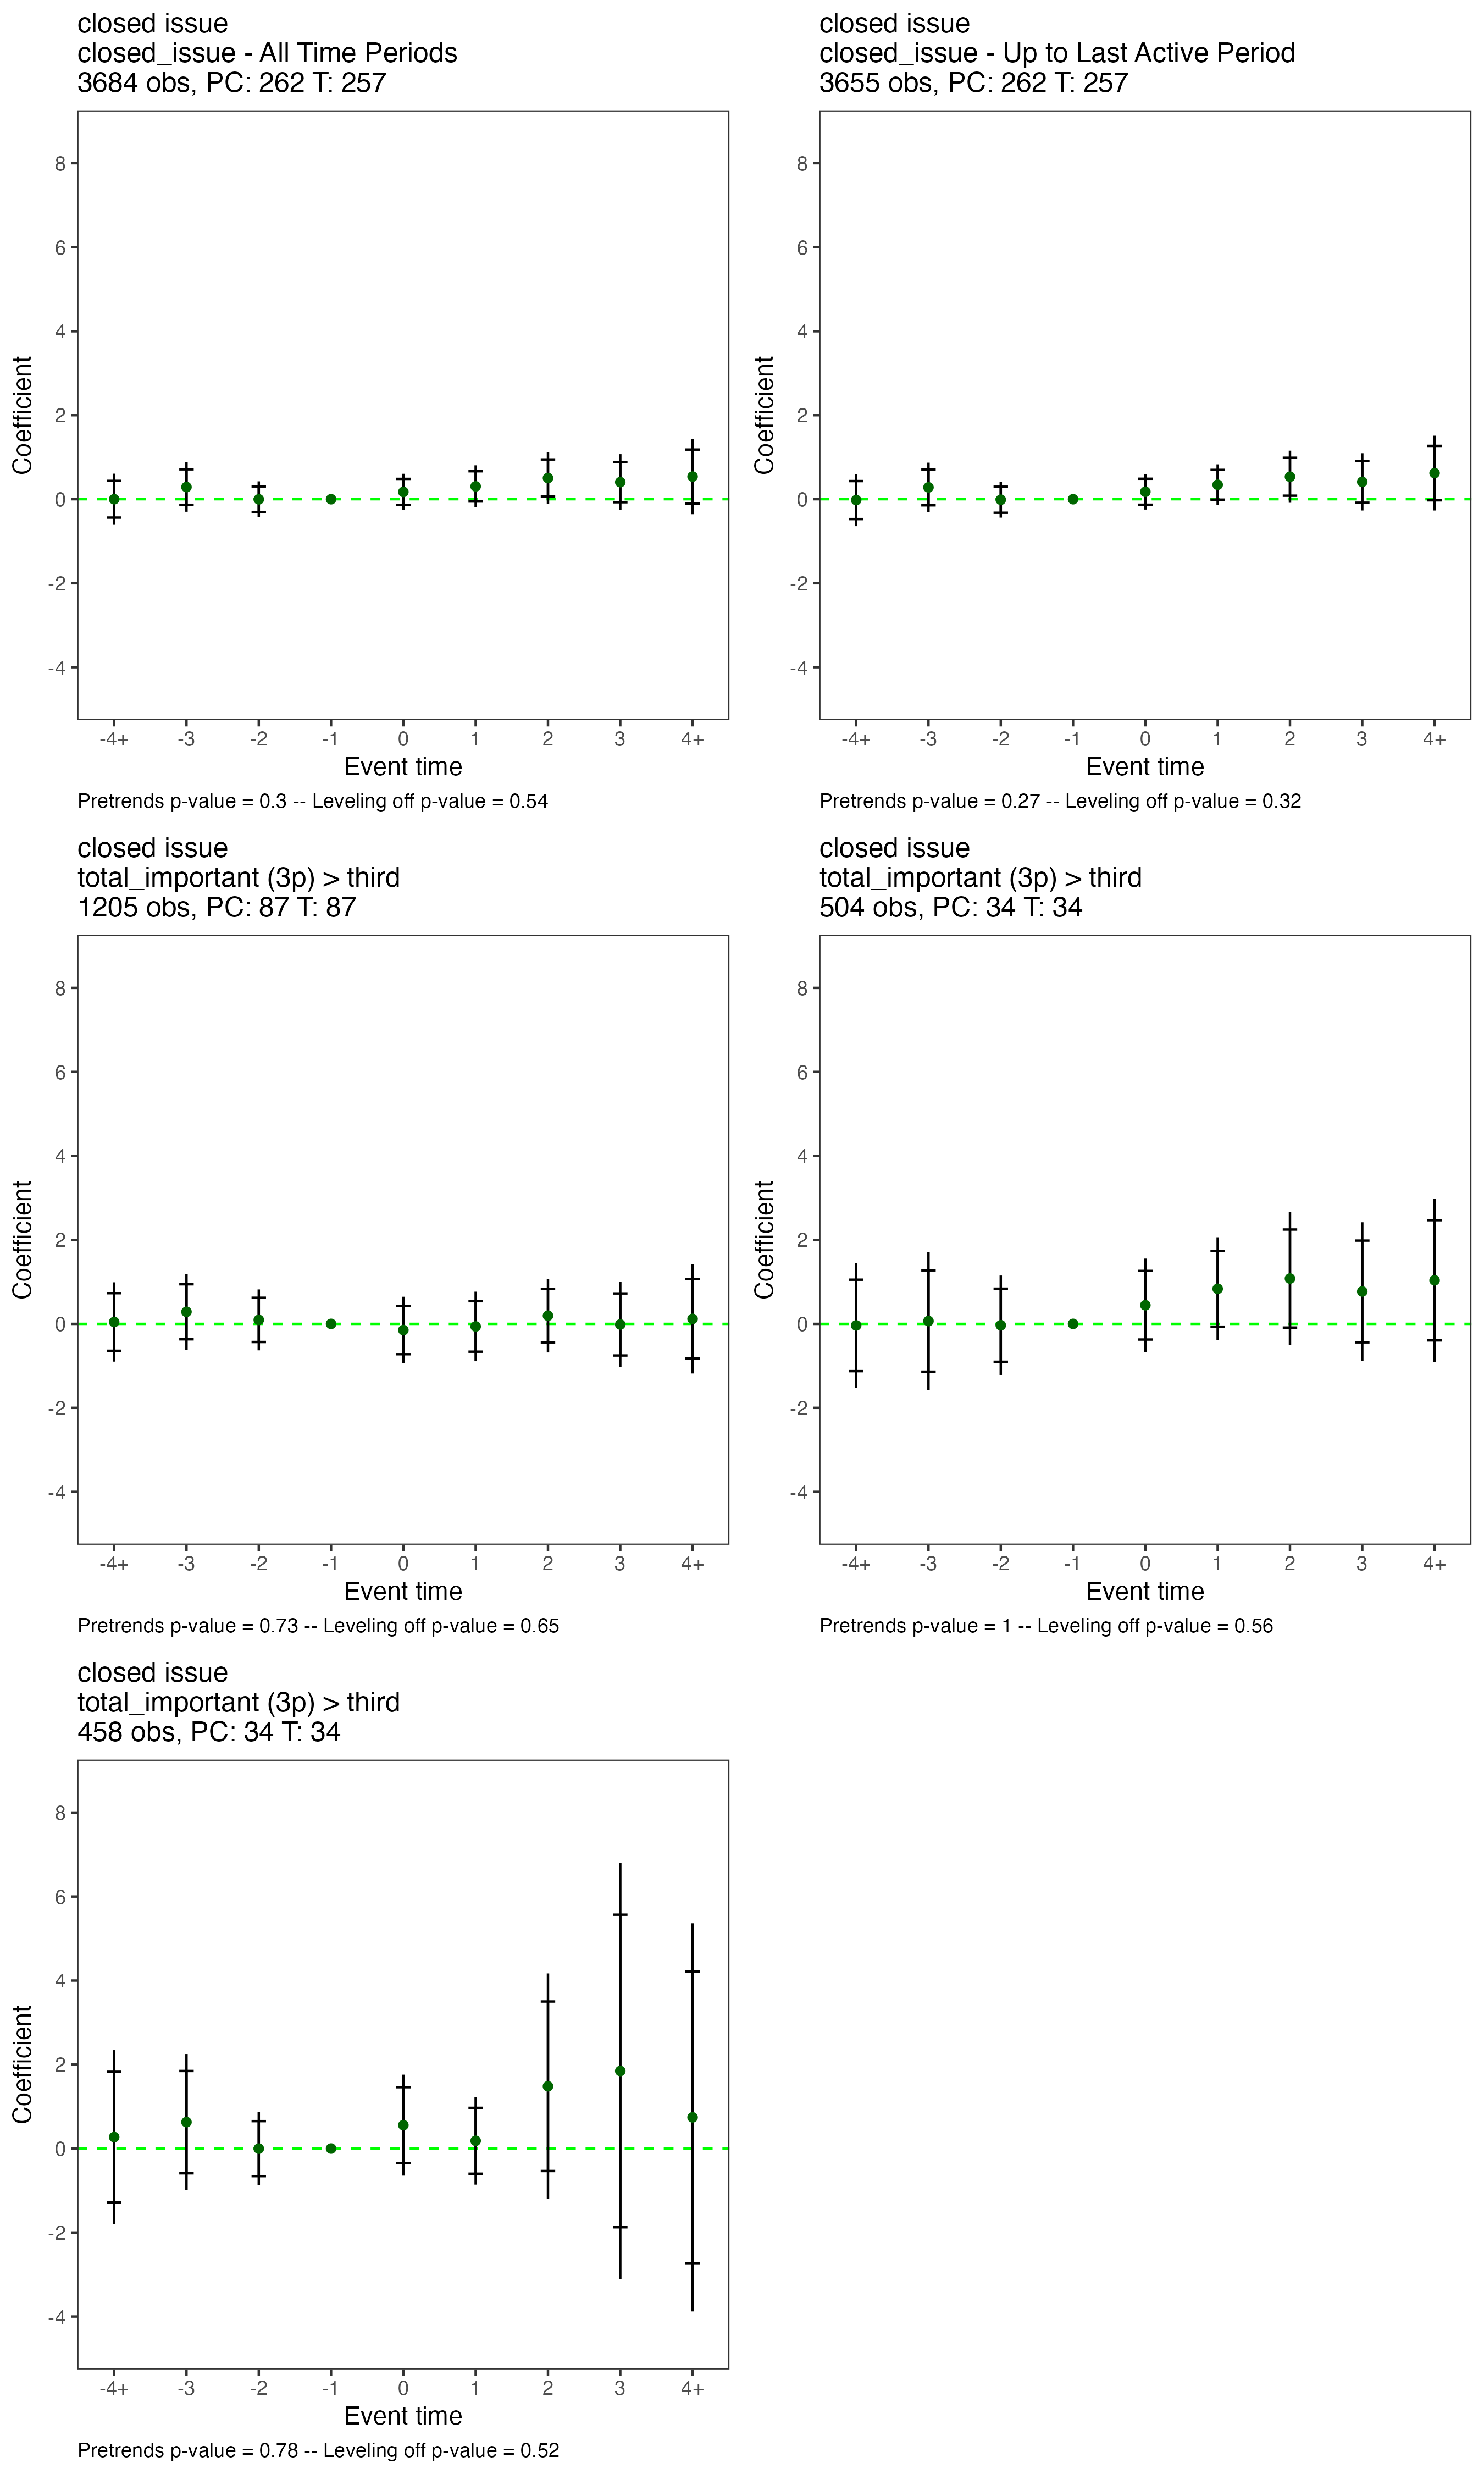 closed issue
closed_issue - All Time Periods
3684 obs, PC: 262 T: 257
Coefficient
8
6
4
2
0
-2
-4
-4+ -3 -2 -1 0 1 2 3 4+
Event time
Pretrends p-value = 0.3 -- Leveling off p-value = 0.54
closed issue
closed_issue - Up to Last Active Period
3655 obs, PC: 262 T: 257
Coefficient
8
6
4
2
0
-2
-4
-4+ -3 -2 -1 0 1 2 3 4+
Event time
Pretrends p-value = 0.27 -- Leveling off p-value = 0.32
closed issue
total_important (3p) > third
1205 obs, PC: 87 T: 87
Coefficient
8
6
4
2
0
-2
-4
-4+ -3 -2 -1 0 1 2 3 4+
Event time
Pretrends p-value = 0.73 -- Leveling off p-value = 0.65
closed issue
total_important (3p) > third
504 obs, PC: 34 T: 34
Coefficient
8
6
4
2
0
-2
-4
-4+ -3 -2 -1 0 1 2 3 4+
Event time
Pretrends p-value = 1 -- Leveling off p-value = 0.56
closed issue
total_important (3p) > third
458 obs, PC: 34 T: 34
Coefficient
8
6
4
2
0
-2
-4
-4+ -3 -2 -1 0 1 2 3 4+
Event time
Pretrends p-value = 0.78 -- Leveling off p-value = 0.52